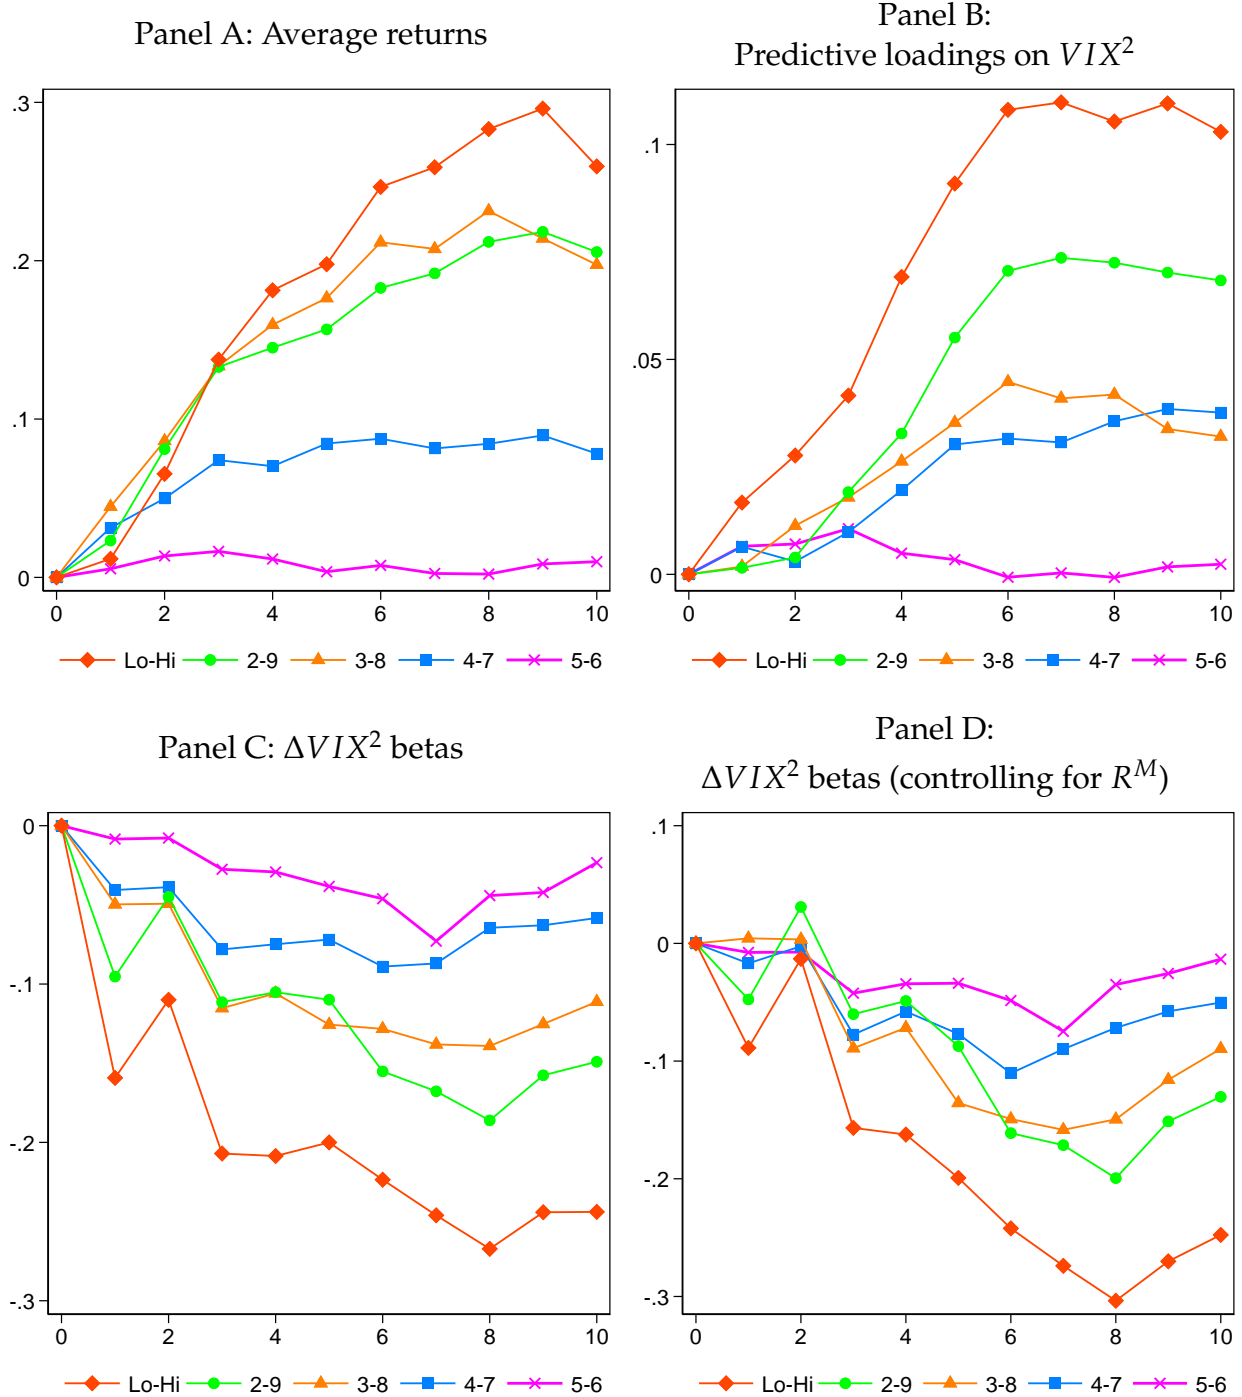 Panel A: Average returns
.3
.2
.1
0
0 2 4 6 8 10
Lo-Hi 2-9 3-8 4-7 5-6
Panel B:
Predictive loadings on VIX²
.1
.05
0
0 2 4 6 8 10
Lo-Hi 2-9 3-8 4-7 5-6
Panel C: ΔVIX² betas
0
-.1
-.2
-.3
0 2 4 6 8 10
Lo-Hi 2-9 3-8 4-7 5-6
Panel D:
ΔVIX² betas (controlling for Rᴹ)
.1
0
-.1
-.2
-.3
0 2 4 6 8 10
Lo-Hi 2-9 3-8 4-7 5-6